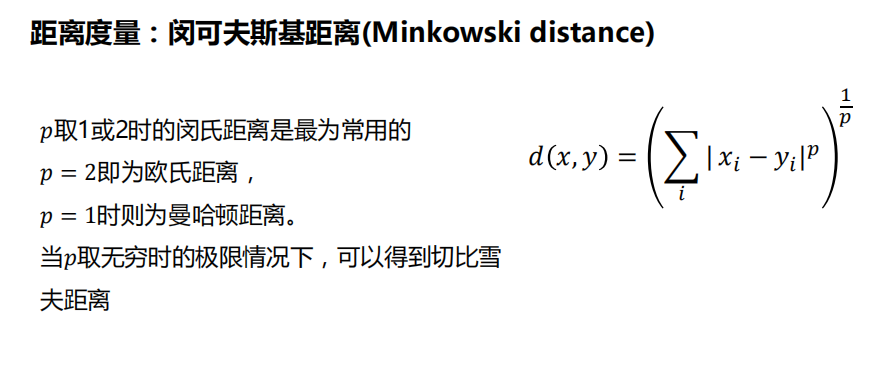 距离度量：闵可夫斯基距离(Minkowski distance)
p取1或2时的闵氏距离是最为常用的
p = 2即为欧氏距离，
p = 1时则为曼哈顿距离。
当p取无穷时的极限情况下，可以得到切比雪
夫距离
d(x, y) = (∑_i |x_i − y_i|^p)^(1/p)